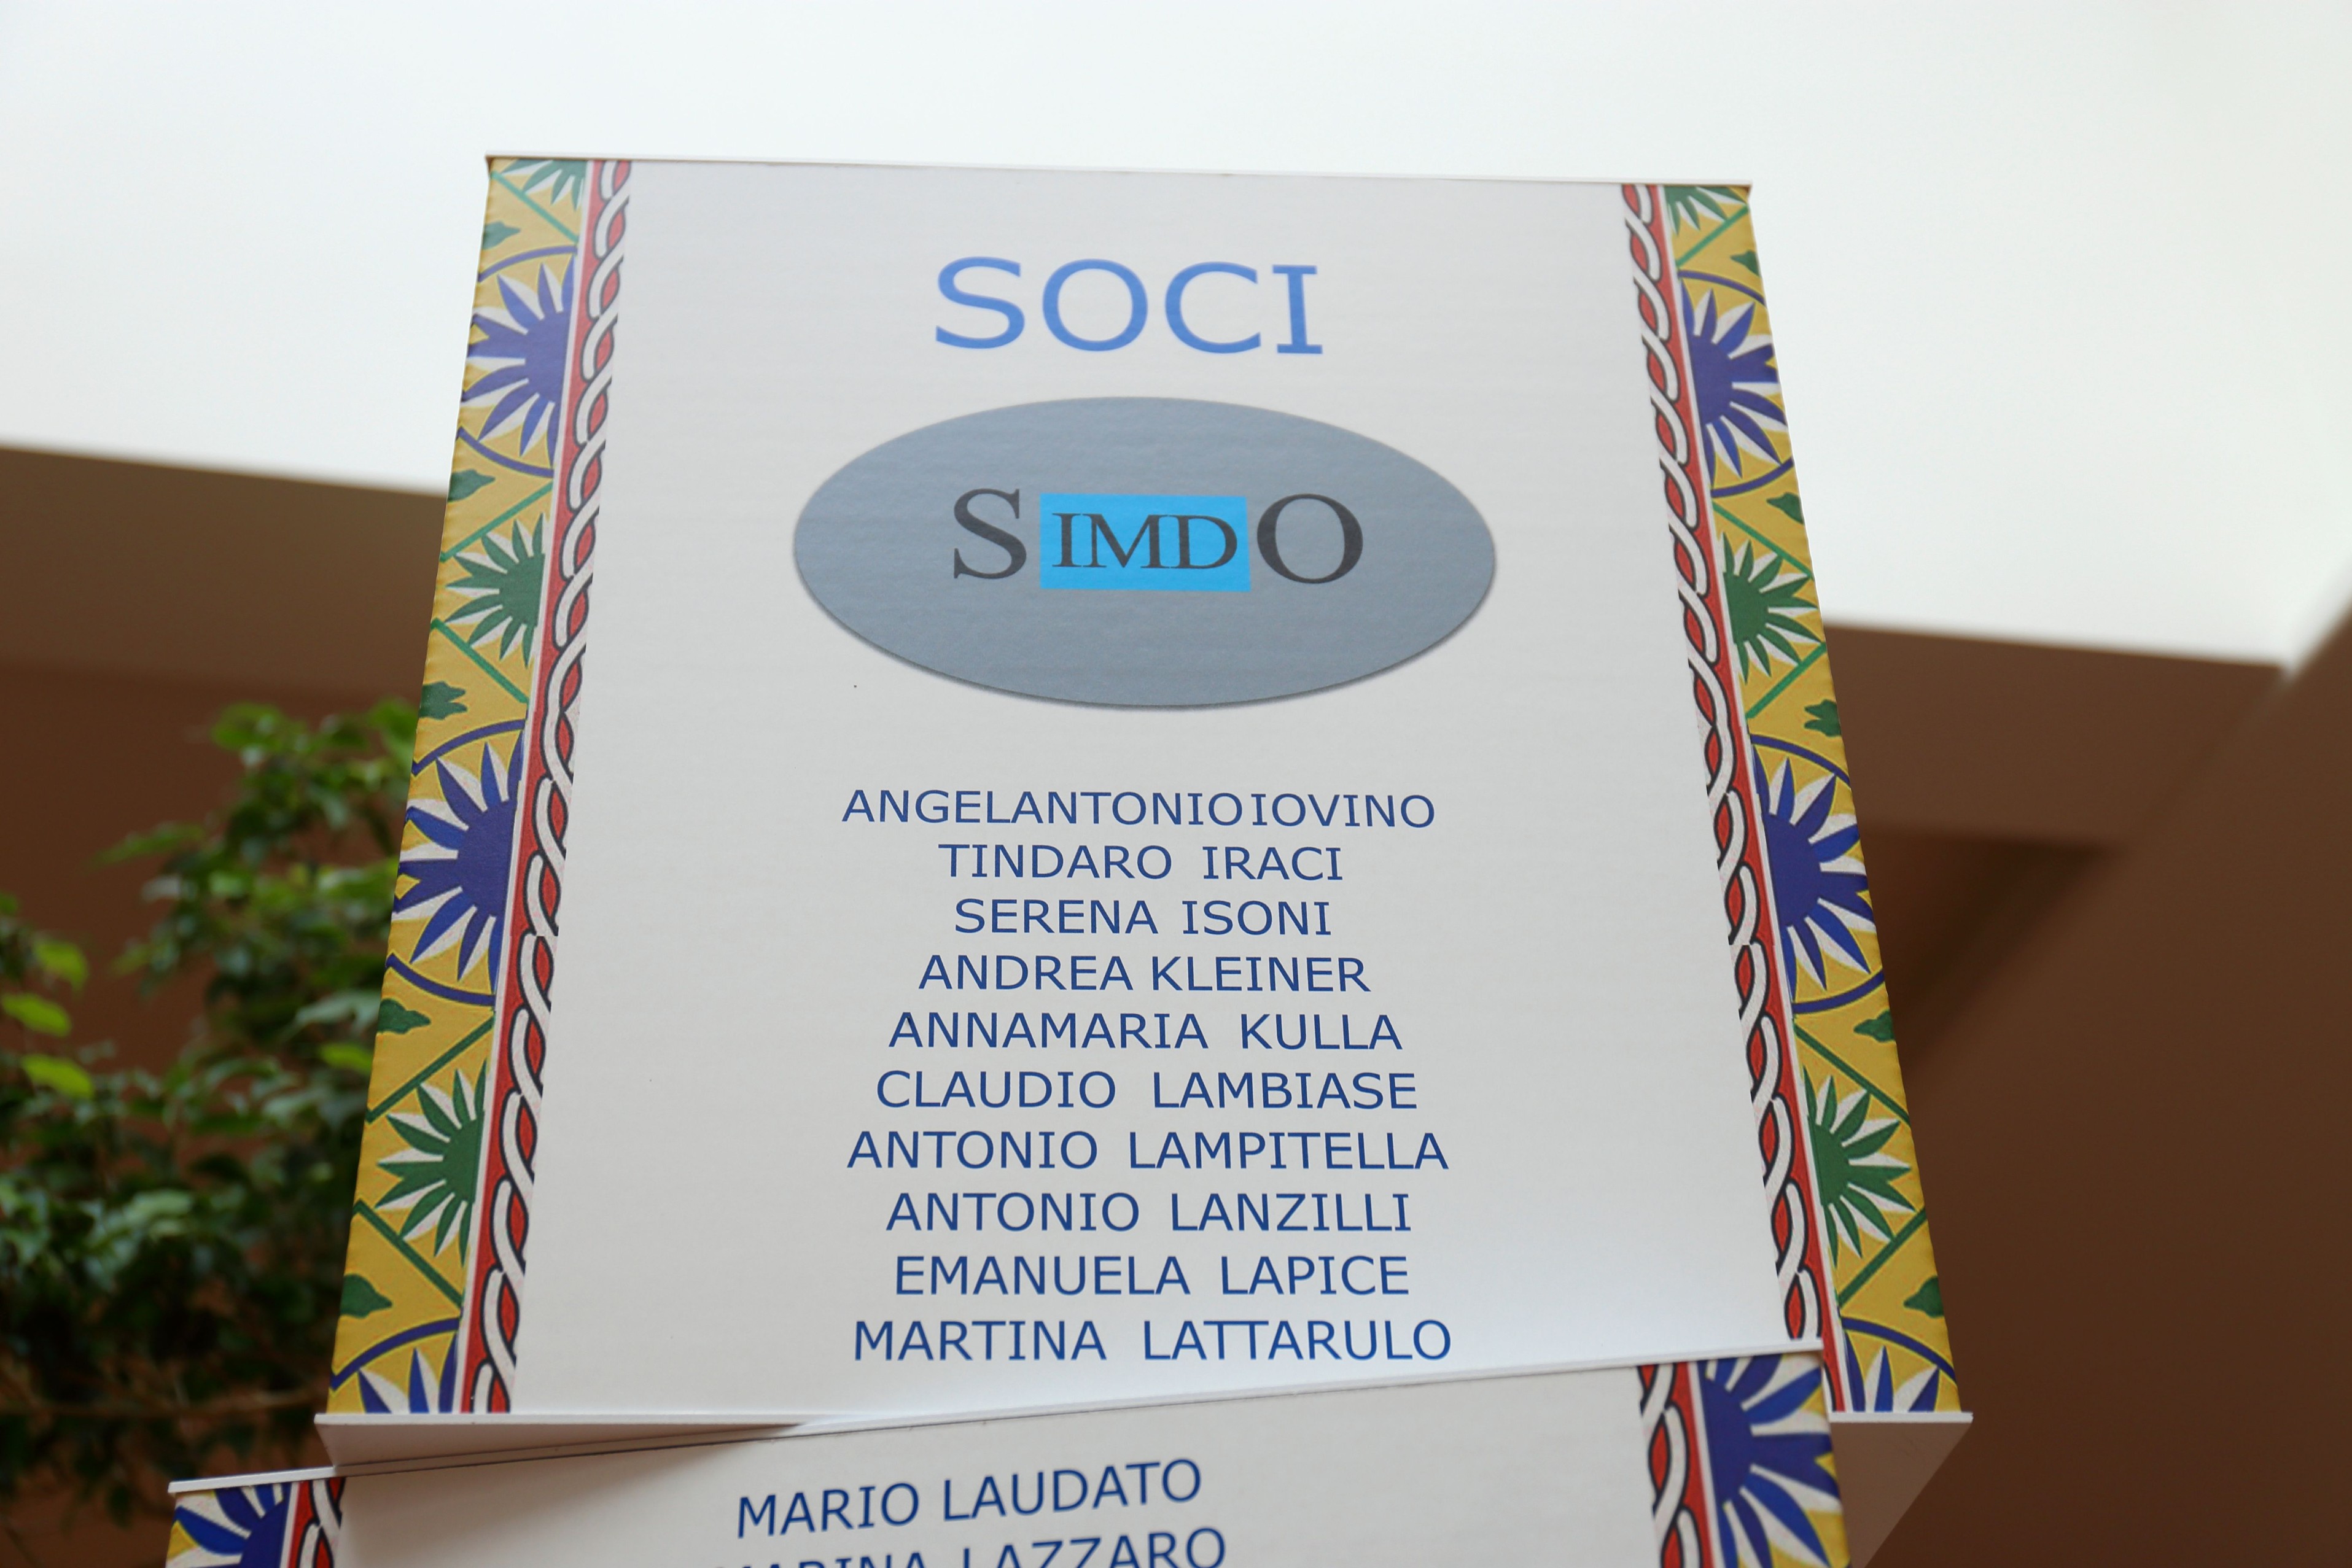 SOCI
SIMDO
ANGELANTONIO IOVINO
TINDARO IRACI
SERENA ISONI
ANDREA KLEINER
ANNAMARIA KULLA
CLAUDIO LAMBIASE
ANTONIO LAMPITELLA
ANTONIO LANZILLI
EMANUELA LAPICE
MARTINA LATTARULO
MARIO LAUDATO
LAZZARO